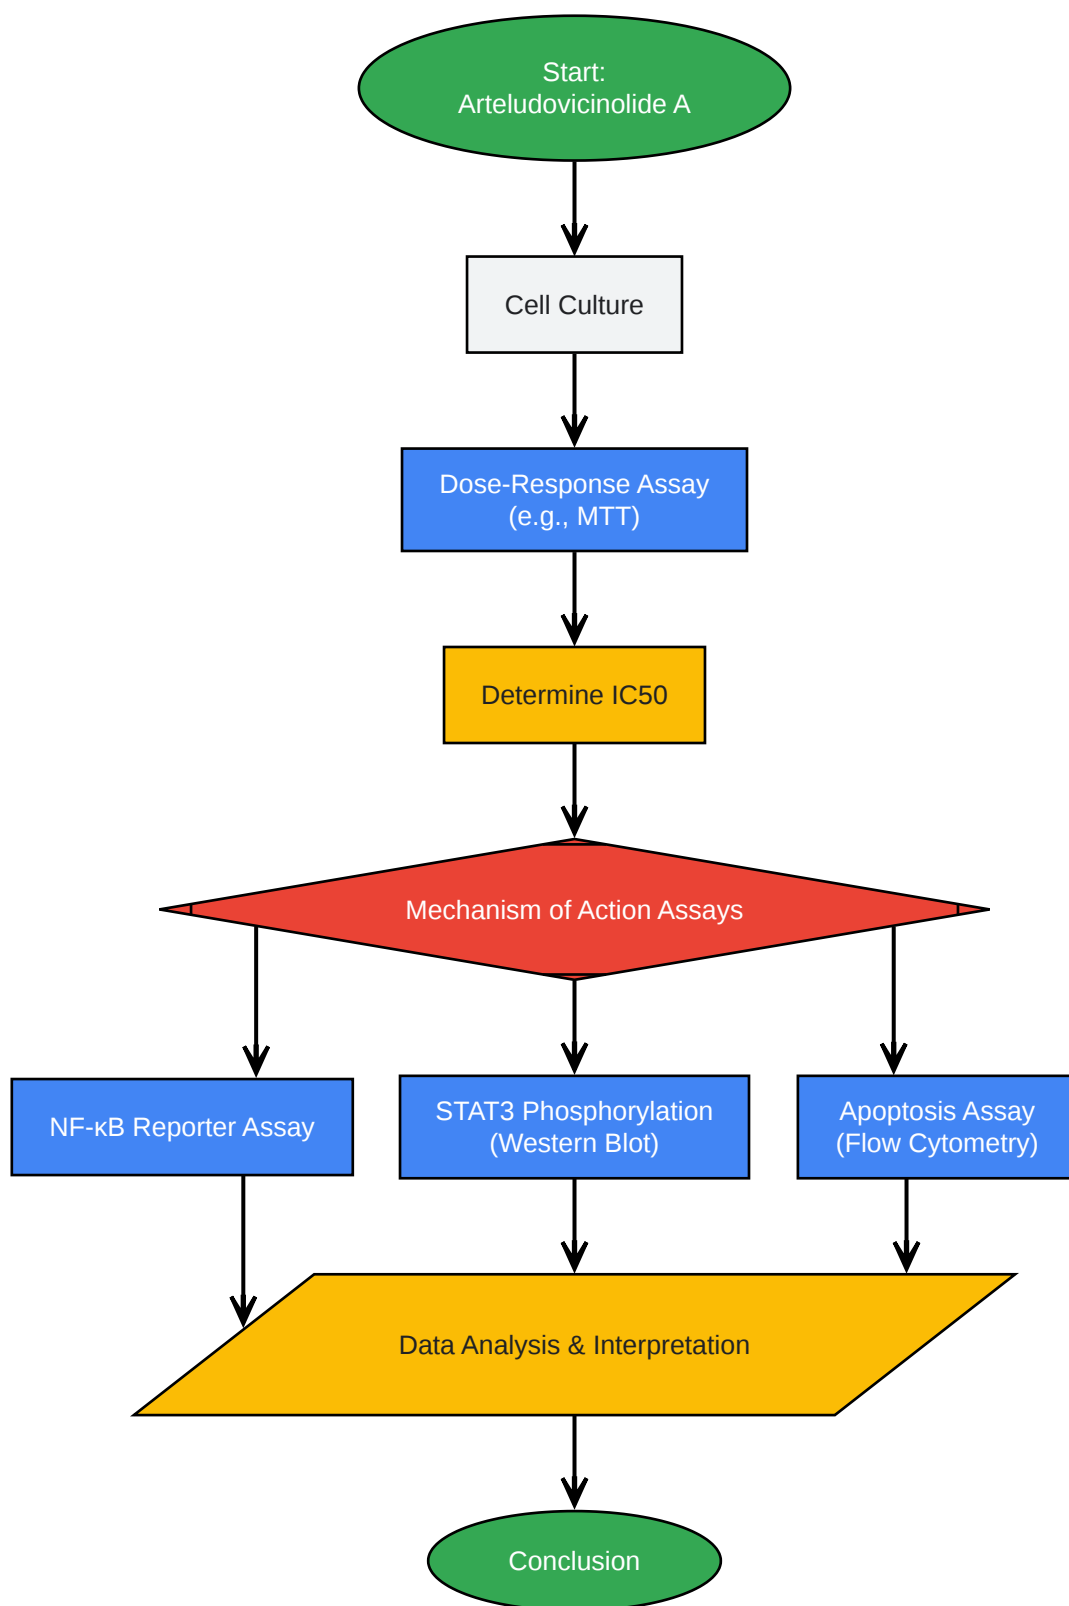 Start:
Arteludovicinolide A
Cell Culture
Dose-Response Assay
(e.g., MTT)
Determine IC50
Mechanism of Action Assays
NF-κB Reporter Assay
STAT3 Phosphorylation
(Western Blot)
Apoptosis Assay
(Flow Cytometry)
Data Analysis & Interpretation
Conclusion